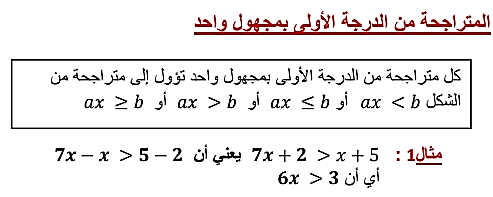 المتراجحة من الدرجة الأولى بمجهول واحد
كل متراجحة من الدرجة الأولى بمجهول واحد تؤول إلى متراجحة من
الشكل ax < b أو ax ≤ b أو ax > b أو ax ≥ b
مثال1 : 7x + 2 > x + 5 يعني أن 7x − x > 5 − 2
أي أن 6x > 3